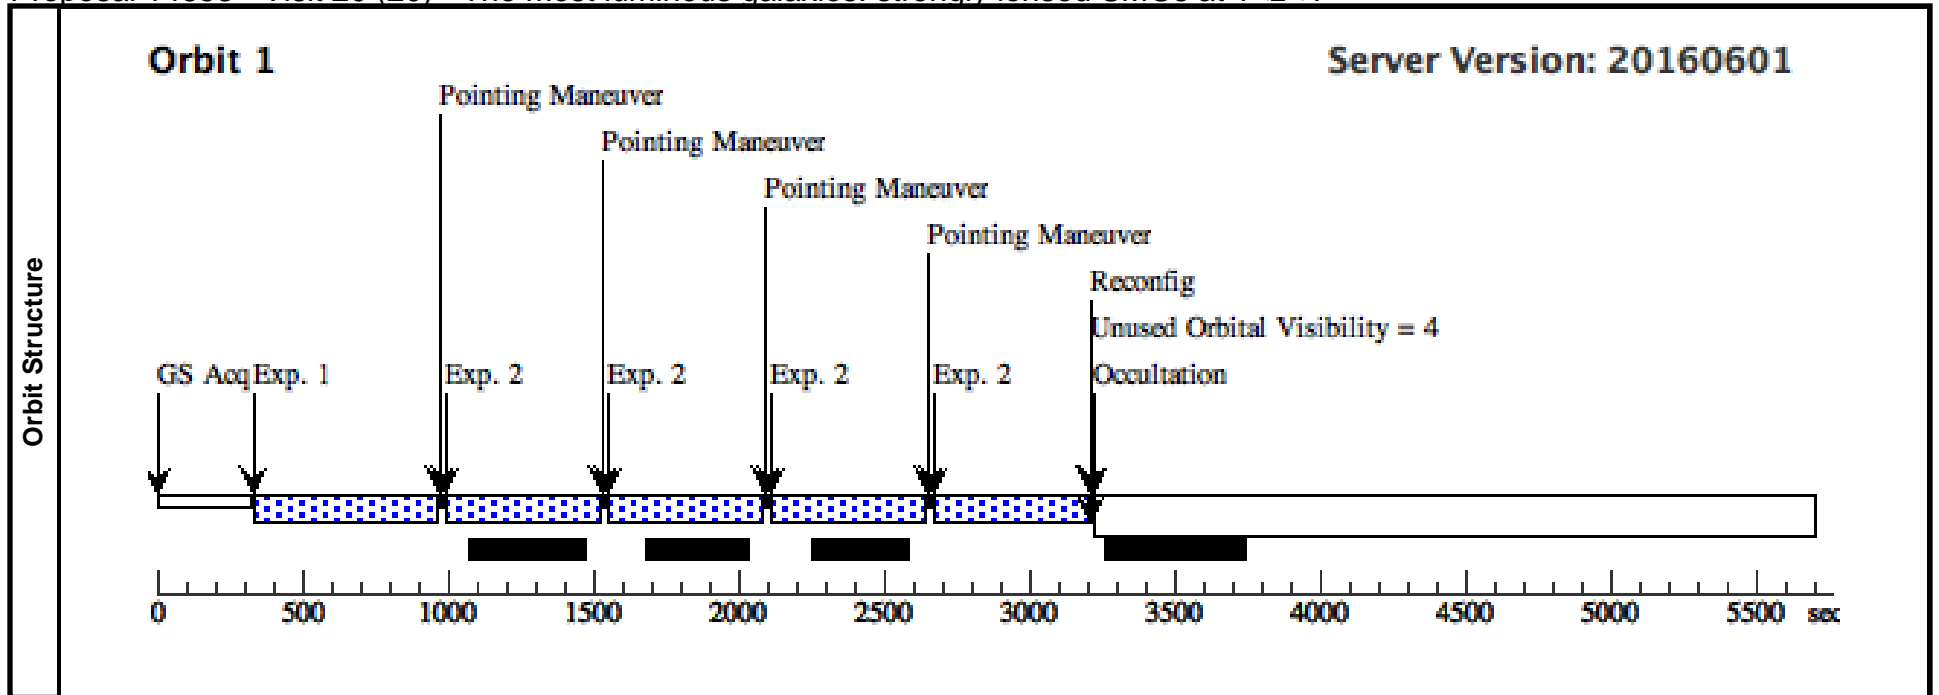 Orbit Structure
Orbit 1
Server Version: 20160601
Pointing Maneuver
Pointing Maneuver
Pointing Maneuver
Pointing Maneuver
Reconfig
Unused Orbital Visibility = 4
GS Acq Exp. 1 Exp. 2 Exp. 2 Exp. 2 Exp. 2 Occultation
0 500 1000 1500 2000 2500 3000 3500 4000 4500 5000 5500 sec